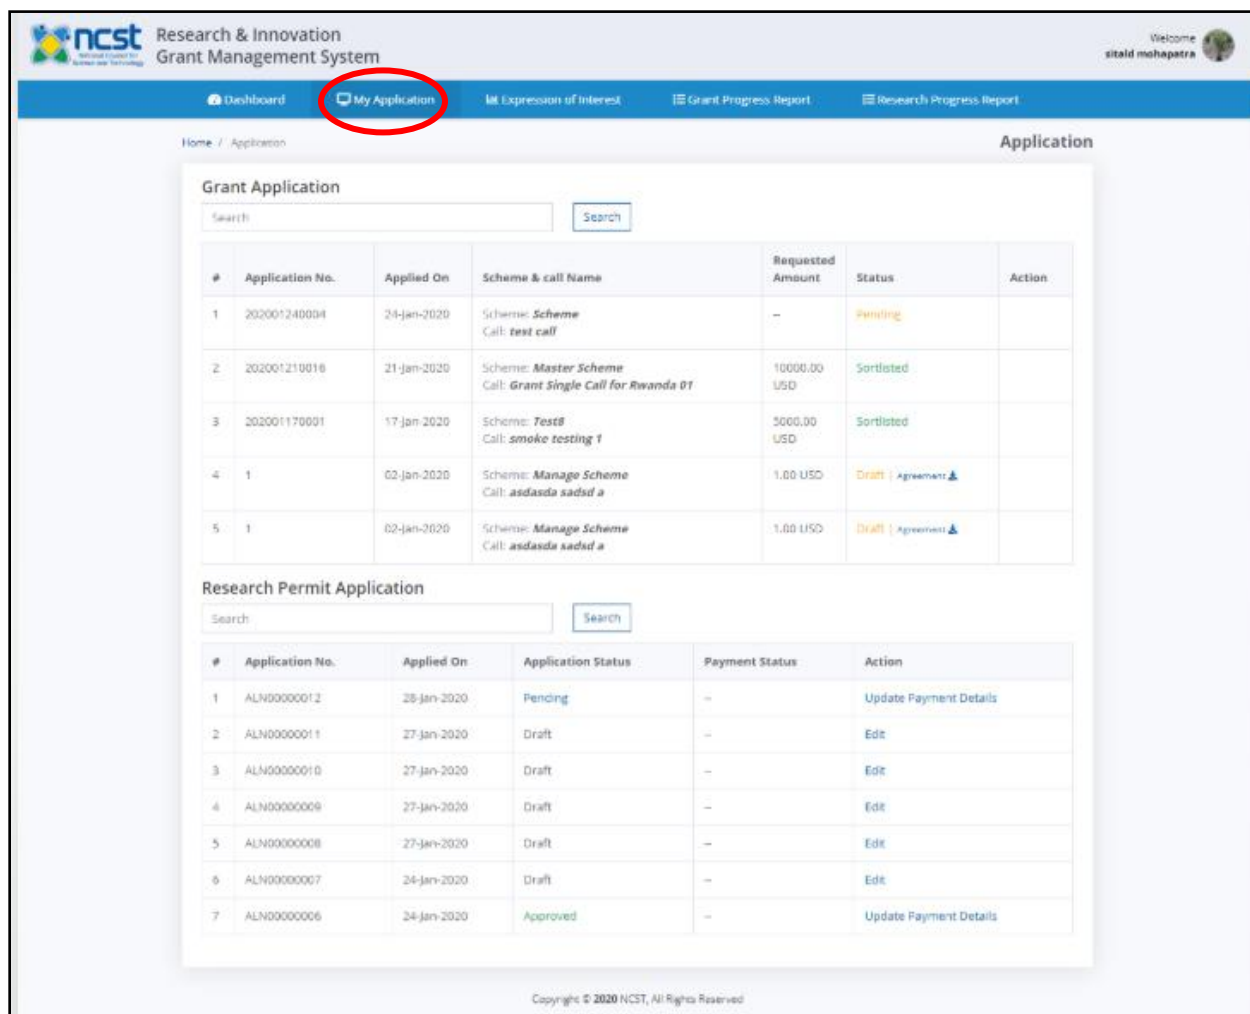 ncst
National Council for
Science and Technology
Research & Innovation
Grant Management System
Welcome
sitald mohapatra
Dashboard My Application Expression of Interest Grant Progress Report Research Progress Report
Home / Application
Application
Grant Application
Search Search
# Application No. Applied On Scheme & call Name Requested Amount Status Action
1 202001240004 24-Jan-2020 Scheme: Scheme -- Pending
Call: test call
2 202001210016 21-Jan-2020 Scheme: Master Scheme 10000.00 Sortlisted
Call: Grant Single Call for Rwanda 01 USD
3 202001170001 17-Jan-2020 Scheme: Test8 5000.00 Sortlisted
Call: smoke testing 1 USD
4 1 02-Jan-2020 Scheme: Manage Scheme 1.00 USD Draft | Agreement
Call: asdasda sadsd a
5 1 02-Jan-2020 Scheme: Manage Scheme 1.00 USD Draft | Agreement
Call: asdasda sadsd a
Research Permit Application
Search Search
# Application No. Applied On Application Status Payment Status Action
1 ALN00000012 28-Jan-2020 Pending -- Update Payment Details
2 ALN00000011 27-Jan-2020 Draft -- Edit
3 ALN00000010 27-Jan-2020 Draft -- Edit
4 ALN00000009 27-Jan-2020 Draft -- Edit
5 ALN00000008 27-Jan-2020 Draft -- Edit
6 ALN00000007 24-Jan-2020 Draft -- Edit
7 ALN00000006 24-Jan-2020 Approved -- Update Payment Details
Copyright © 2020 NCST, All Rights Reserved